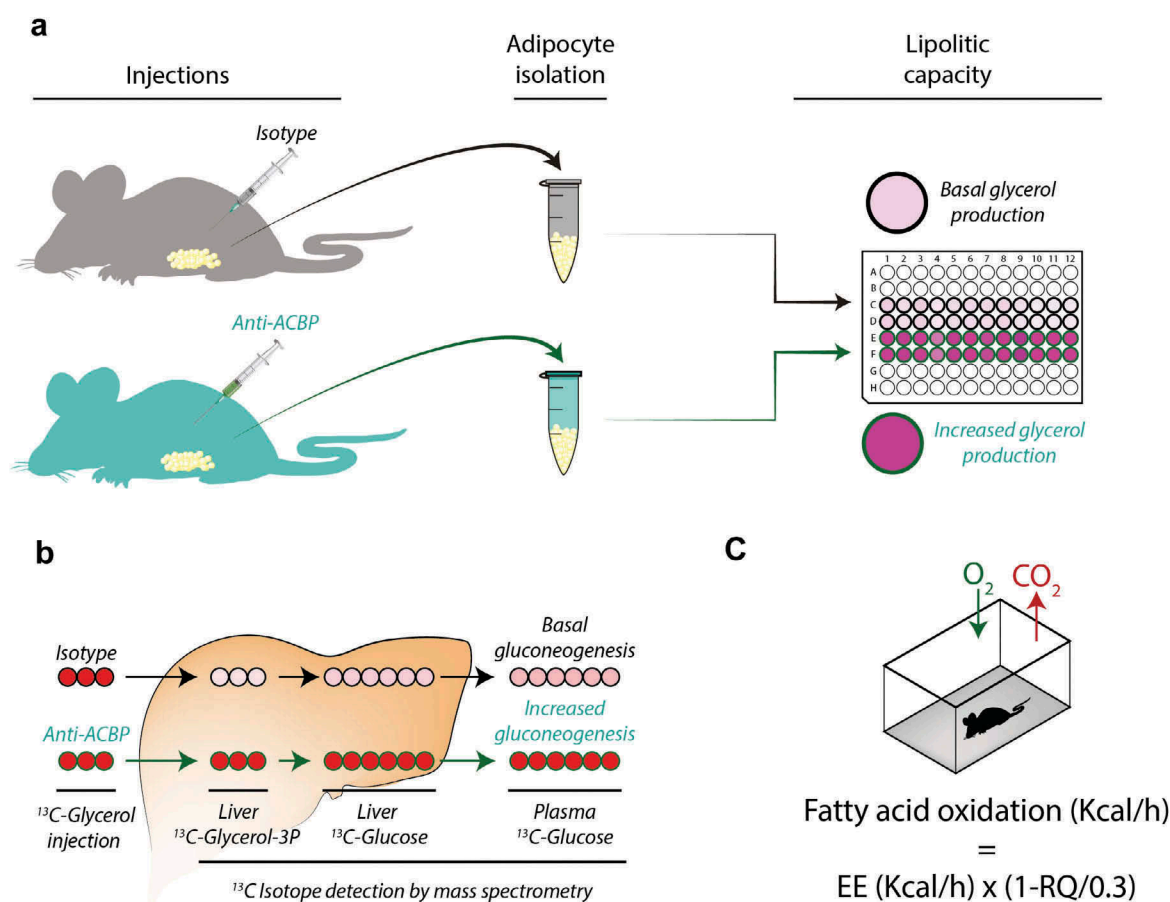 a
Injections
Adipocyte
isolation
Lipolitic
capacity
Isotype
Basal glycerol
production
1 2 3 4 5 6 7 8 9 10 11 12
A
B
C
D
E
F
G
H
Anti-ACBP
Increased glycerol
production
b
Isotype
Basal
gluconeogenesis
Anti-ACBP
Increased
gluconeogenesis
¹³C-Glycerol
injection
Liver
¹³C-Glycerol-3P
Liver
¹³C-Glucose
Plasma
¹³C-Glucose
¹³C Isotope detection by mass spectrometry
C
O₂ CO₂
Fatty acid oxidation (Kcal/h)
=
EE (Kcal/h) x (1-RQ/0.3)